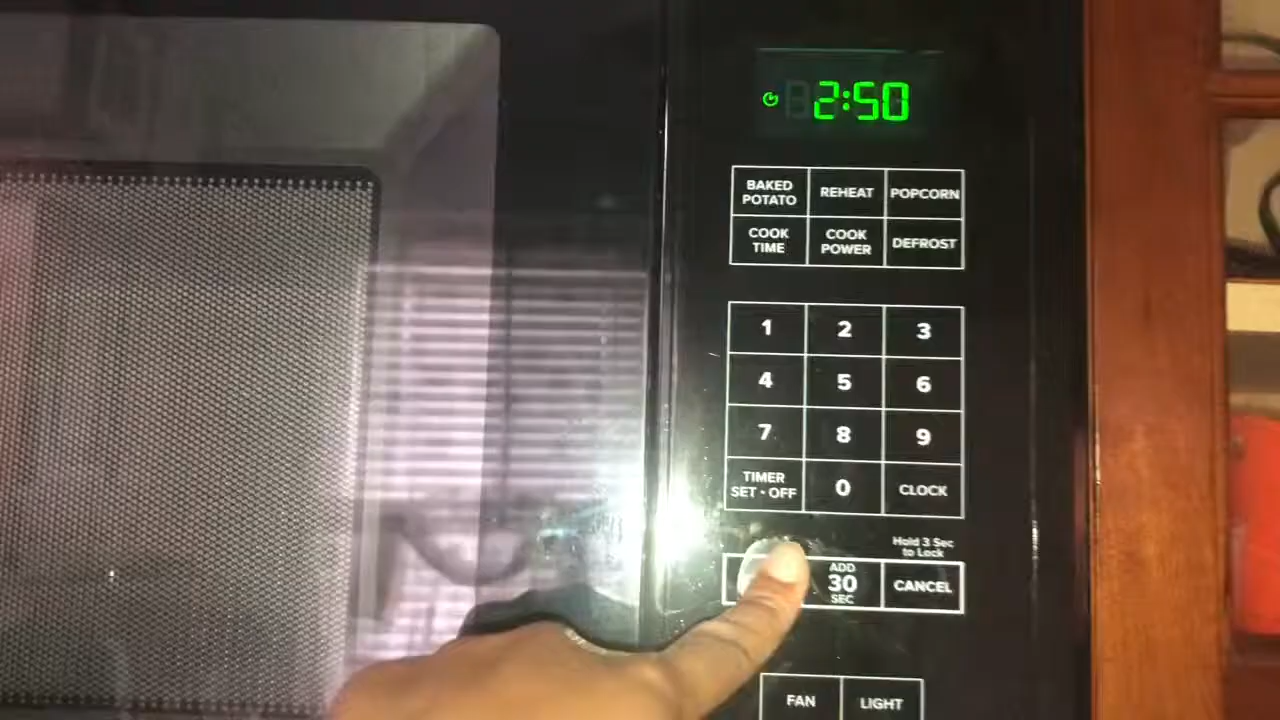 2:50
BAKED
POTATO
REHEAT
POPCORN
COOK
TIME
COOK
POWER
DEFROST
1
2
3
4
5
6
7
8
9
TIMER
SET • OFF
0
CLOCK
Hold 3 Sec
to Lock
ADD
30
SEC
CANCEL
FAN
LIGHT